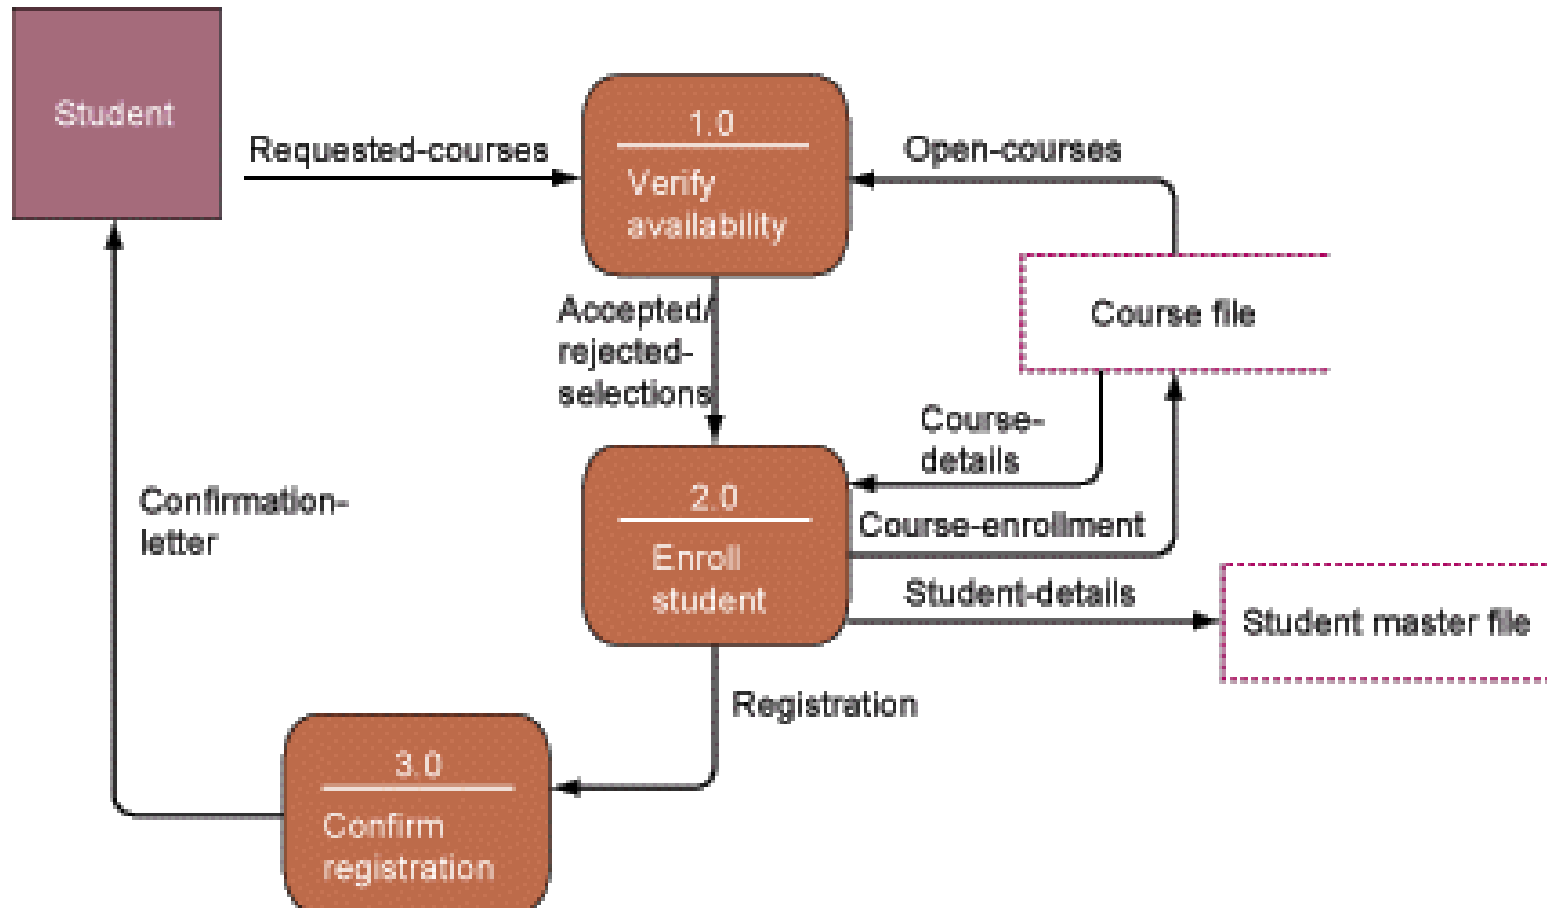 Student
Requested-courses
1.0
Verify
availability
Open-courses
Course file
Accepted/
rejected-
selections
Course-
details
2.0
Enroll
student
Course-enrollment
Student-details
Student master file
Confirmation-
letter
Registration
3.0
Confirm
registration